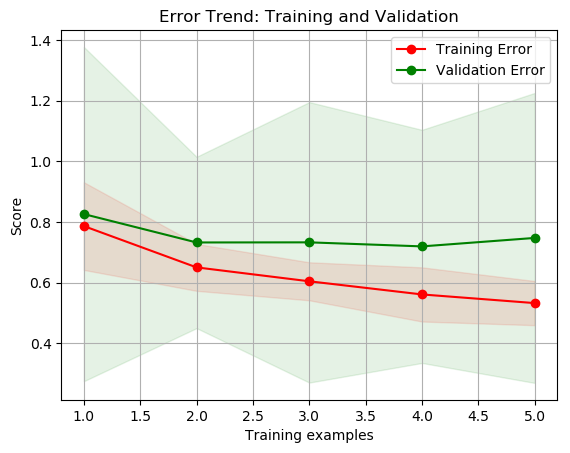 Error Trend: Training and Validation
Training Error
Validation Error
Score
1.4
1.2
1.0
0.8
0.6
0.4
1.0 1.5 2.0 2.5 3.0 3.5 4.0 4.5 5.0
Training examples